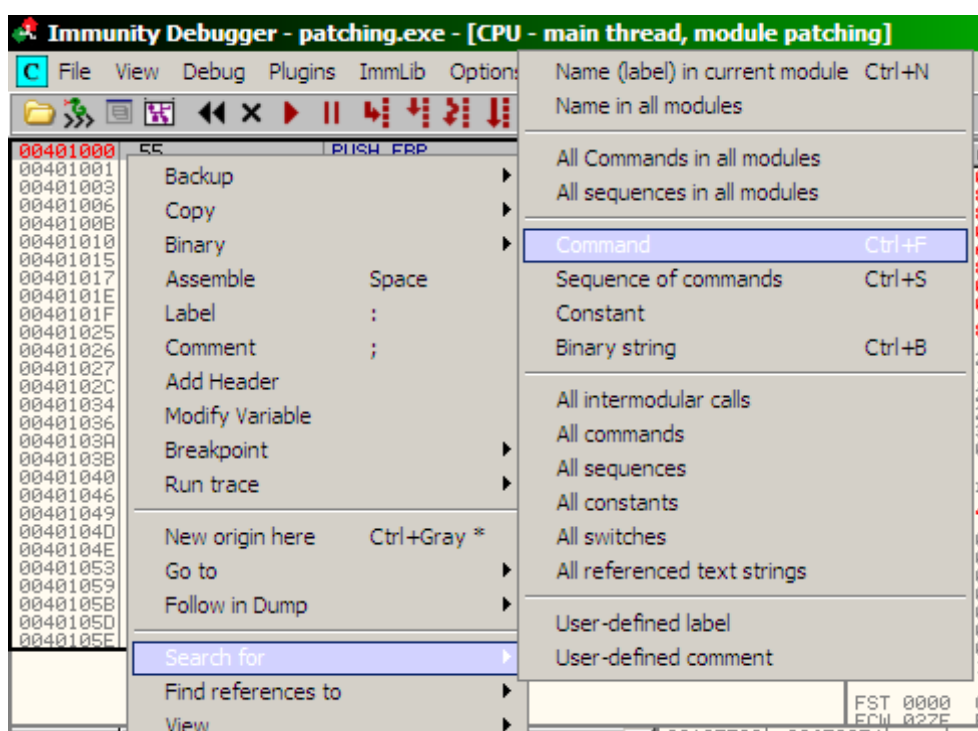 Immunity Debugger - patching.exe - [CPU - main thread, module patching]
C File View Debug Plugins ImmLib
00401000 55 PUSH EBP
00401001
00401003
00401006
0040100B
00401010
00401015
00401017
0040101E
0040101F
00401025
00401026
00401027
0040102C
00401034
00401036
0040103A
0040103B
00401040
00401046
00401049
0040104D
0040104E
00401053
00401059
0040105B
0040105D
0040105E
Backup
Copy
Binary
Assemble Space
Label :
Comment ;
Add Header
Modify Variable
Breakpoint
Run trace
New origin here Ctrl+Gray *
Go to
Follow in Dump
Search for
Find references to
View
Name (label) in current module Ctrl+N
Name in all modules
All Commands in all modules
All sequences in all modules
Command Ctrl+F
Sequence of commands Ctrl+S
Constant
Binary string Ctrl+B
All intermodular calls
All commands
All sequences
All constants
All switches
All referenced text strings
User-defined label
User-defined comment
FST 0000
FCW 027F